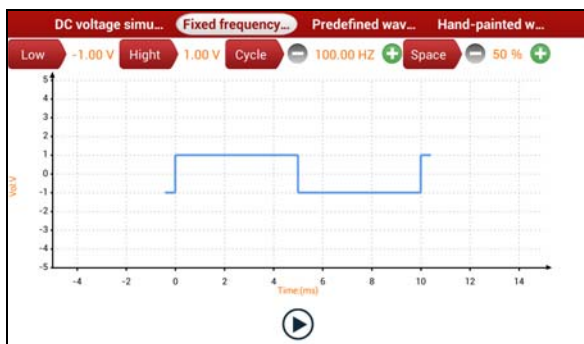 DC voltage simu... Fixed frequency... Predefined wav... Hand-painted w...
Low -1.00 V Hight 1.00 V Cycle 100.00 HZ Space 50 %
5
4
3
2
1
0
-1
-2
-3
-4
-5
Vol:V
-4 -2 0 2 4 6 8 10 12 14
Time:(ms)